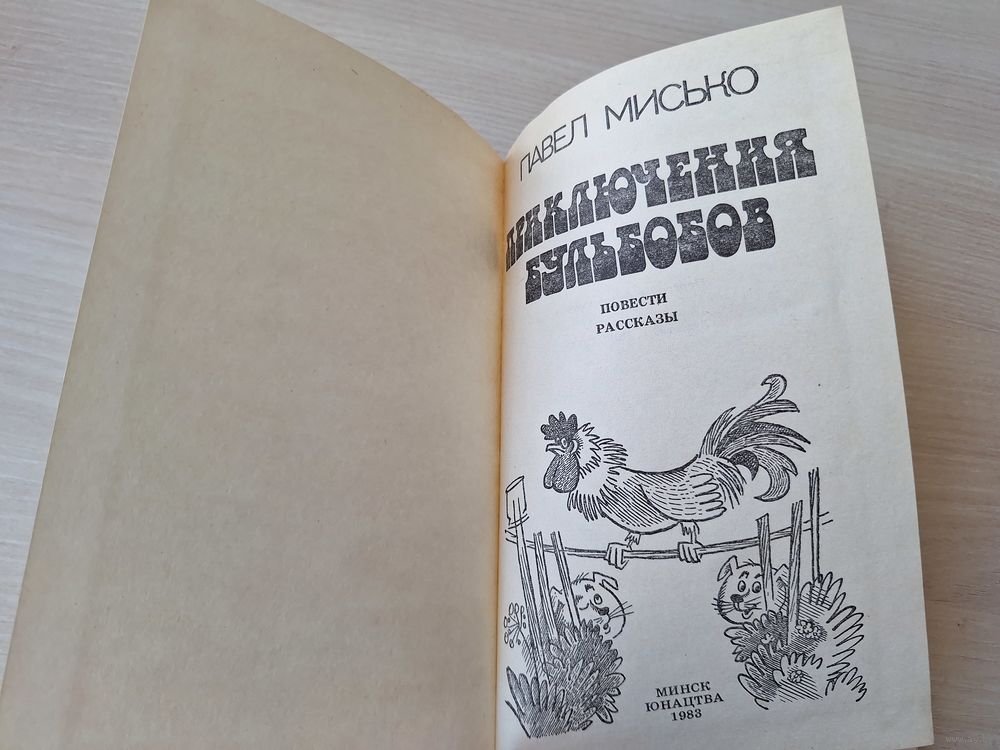 ПАВЕЛ МИСЬКО
ПРИКЛЮЧЕНИЯ
БУЛЬБОБОВ
ПОВЕСТИ
РАССКАЗЫ
МИНСК
ЮНАЦТВА
1983